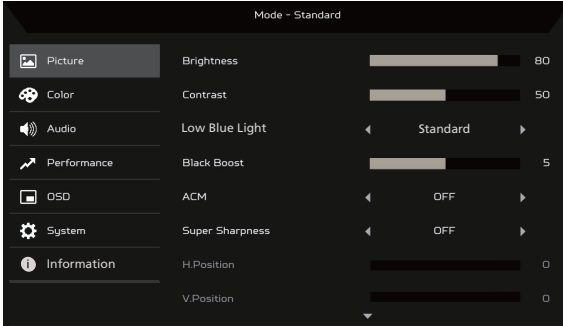 Mode - Standard
Picture
Brightness 80
Color
Contrast 50
Audio
Low Blue Light Standard
Performance
Black Boost 5
OSD
ACM OFF
System
Super Sharpness OFF
Information
H.Position 0
V.Position 0